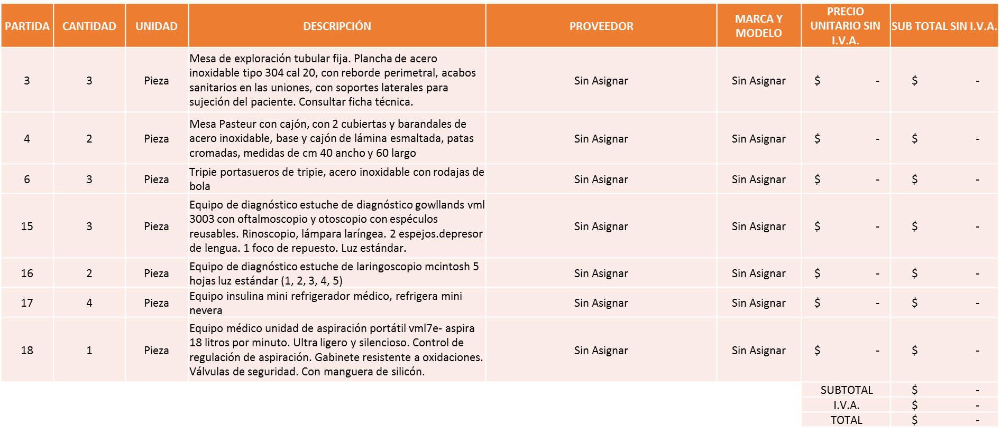 PARTIDA CANTIDAD UNIDAD DESCRIPCIÓN PROVEEDOR MARCA Y MODELO PRECIO UNITARIO SIN I.V.A. SUB TOTAL SIN I.V.A.
3 3 Pieza Mesa de exploración tubular fija. Plancha de acero
inoxidable tipo 304 cal 20, con reborde perimetral, acabos
sanitarios en las uniones, con soportes laterales para
sujeción del paciente. Consultar ficha técnica.
Sin Asignar Sin Asignar $ - $ -
4 2 Pieza Mesa Pasteur con cajón, con 2 cubiertas y barandales de
acero inoxidable, base y cajón de lámina esmaltada, patas
cromadas, medidas de cm 40 ancho y 60 largo
Sin Asignar Sin Asignar $ - $ -
6 3 Pieza Tripie portasueros de tripie, acero inoxidable con rodajas de
bola
Sin Asignar Sin Asignar $ - $ -
15 3 Pieza Equipo de diagnóstico estuche de diagnóstico gowllands vml
3003 con oftalmoscopio y otoscopio con espéculos
reusables. Rinoscopio, lámpara laríngea. 2 espejos.depresor
de lengua. 1 foco de repuesto. Luz estándar.
Sin Asignar Sin Asignar $ - $ -
16 2 Pieza Equipo de diagnóstico estuche de laringoscopio mcintosh 5
hojas luz estándar (1, 2, 3, 4, 5)
Sin Asignar Sin Asignar $ - $ -
17 4 Pieza Equipo insulina mini refrigerador médico, refrigera mini
nevera
Sin Asignar Sin Asignar $ - $ -
18 1 Pieza Equipo médico unidad de aspiración portátil vml7e- aspira
18 litros por minuto. Ultra ligero y silencioso. Control de
regulación de aspiración. Gabinete resistente a oxidaciones.
Válvulas de seguridad. Con manguera de silicón.
Sin Asignar Sin Asignar $ - $ -
SUBTOTAL $ -
I.V.A. $ -
TOTAL $ -